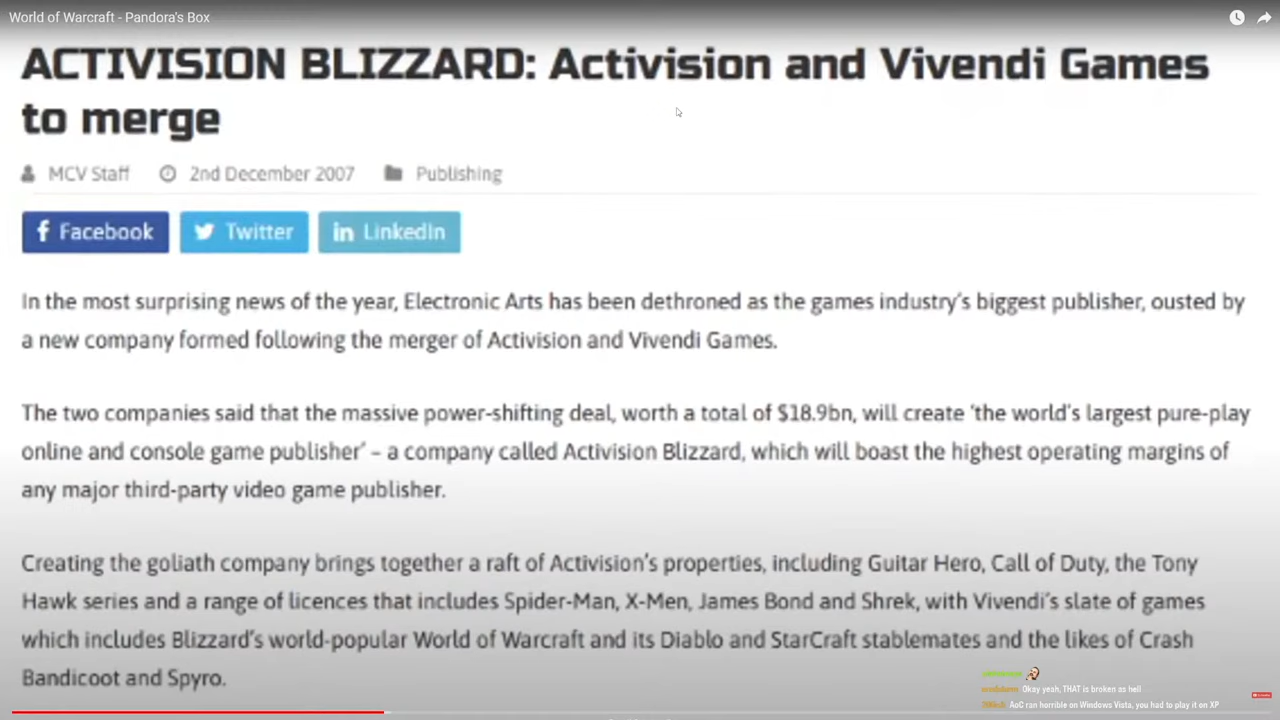 World of Warcraft - Pandora's Box
ACTIVISION BLIZZARD: Activision and Vivendi Games
to merge
MCV Staff 2nd December 2007 Publishing
Facebook Twitter LinkedIn
In the most surprising news of the year, Electronic Arts has been dethroned as the games industry's biggest publisher, ousted by
a new company formed following the merger of Activision and Vivendi Games.
The two companies said that the massive power-shifting deal, worth a total of $18.9bn, will create 'the world's largest pure-play
online and console game publisher' – a company called Activision Blizzard, which will boast the highest operating margins of
any major third-party video game publisher.
Creating the goliath company brings together a raft of Activision's properties, including Guitar Hero, Call of Duty, the Tony
Hawk series and a range of licences that includes Spider-Man, X-Men, James Bond and Shrek, with Vivendi's slate of games
which includes Blizzard's world-popular World of Warcraft and its Diablo and StarCraft stablemates and the likes of Crash
Bandicoot and Spyro.
Okay yeah, THAT is broken as hell
AoC ran horrible on Windows Vista, you had to play it on XP